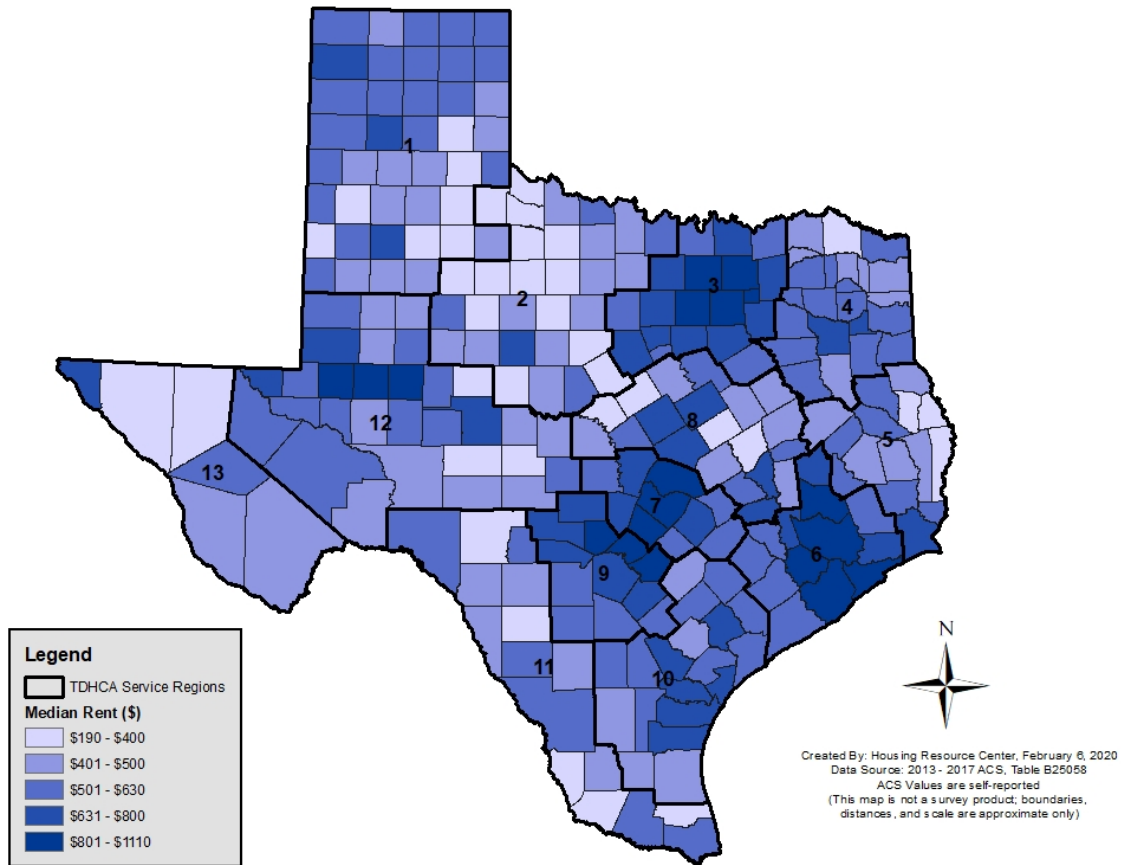 1
2
3
4
5
6
7
8
9
10
11
12
13
Legend
TDHCA Service Regions
Median Rent ($)
$190 - $400
$401 - $500
$501 - $630
$631 - $800
$801 - $1110
N
Created By: Housing Resource Center, February 6, 2020
Data Source: 2013 - 2017 ACS, Table B25058
ACS Values are self-reported
(This map is not a survey product; boundaries,
distances, and scale are approximate only)